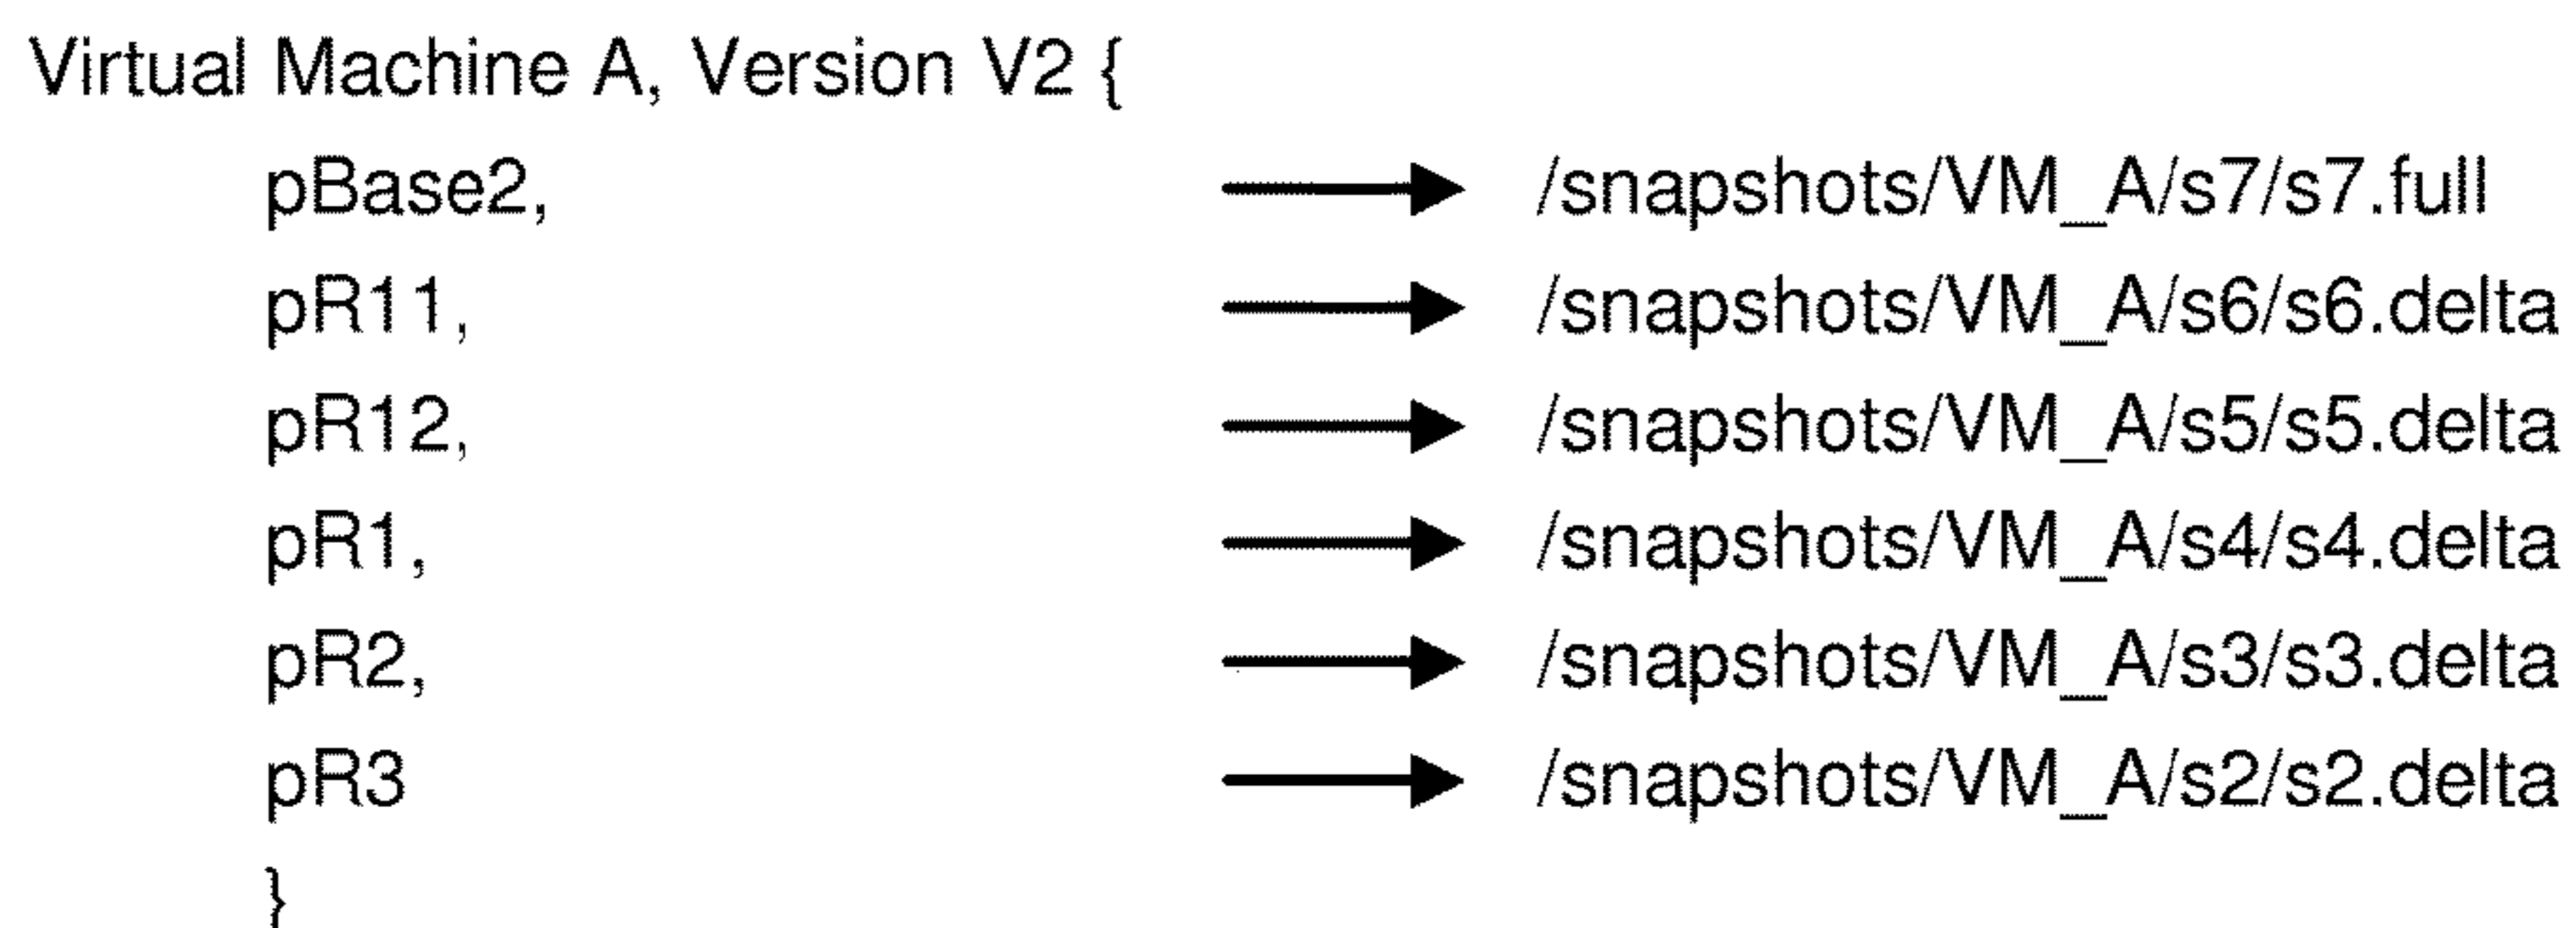 Virtual Machine A, Version V2 {
pBase2, /snapshots/VM_A/s7/s7.full
pR11, /snapshots/VM_A/s6/s6.delta
pR12, /snapshots/VM_A/s5/s5.delta
pR1, /snapshots/VM_A/s4/s4.delta
pR2, /snapshots/VM_A/s3/s3.delta
pR3 /snapshots/VM_A/s2/s2.delta
}